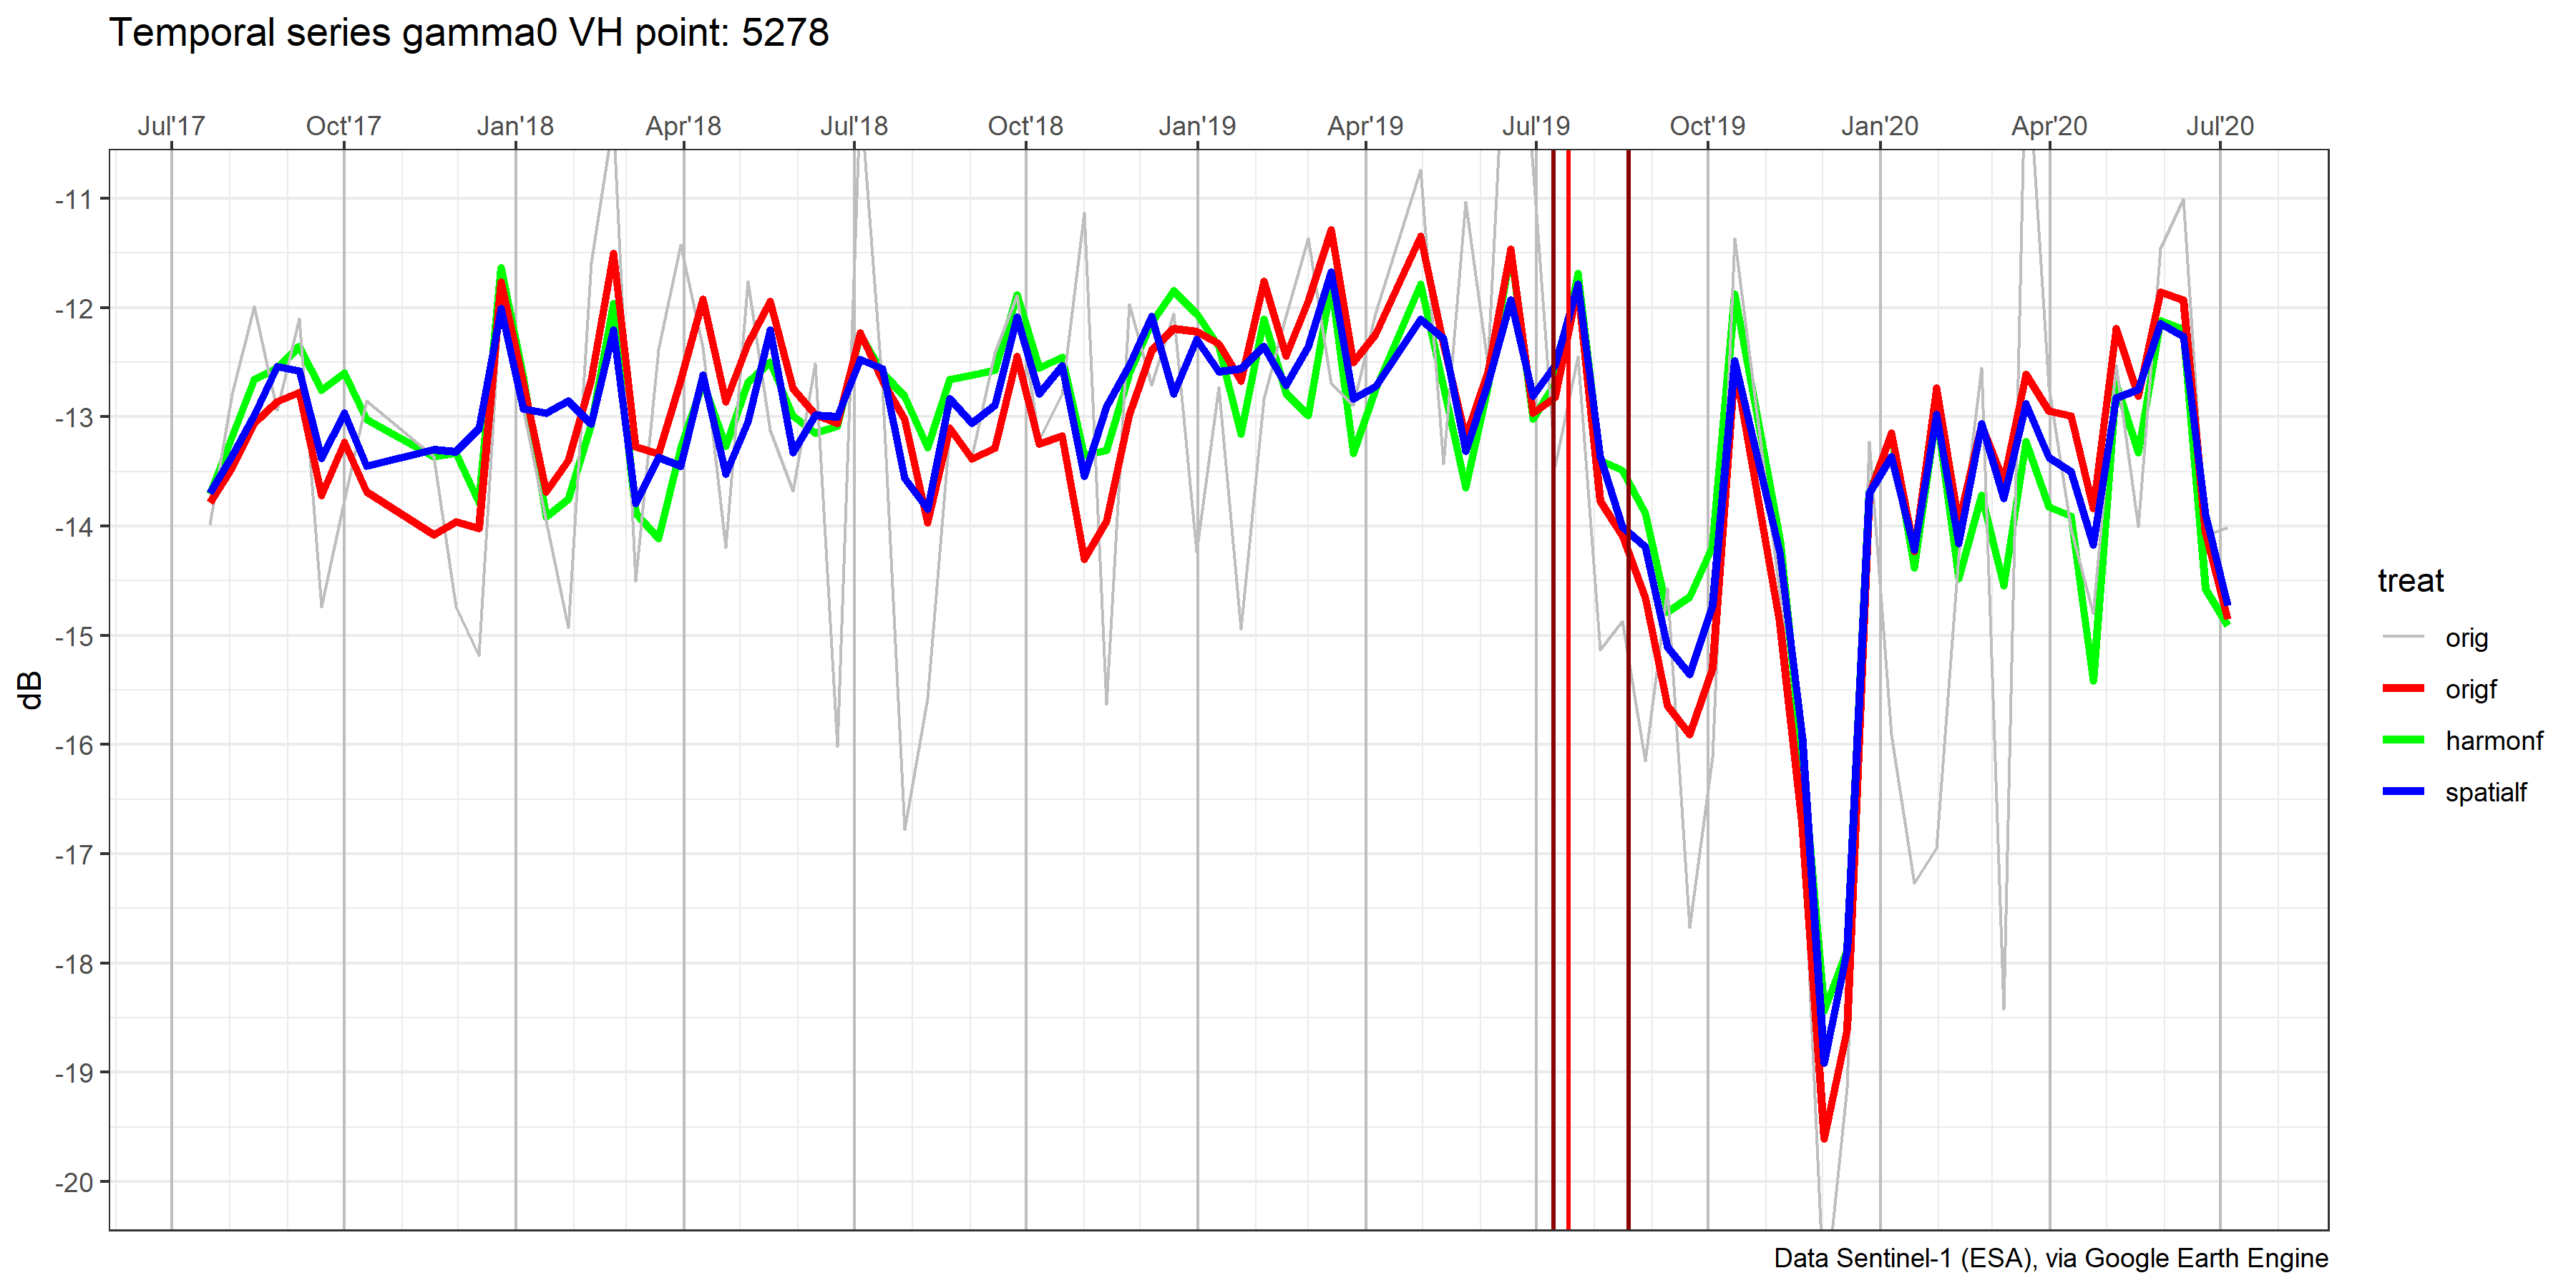 Temporal series gamma0 VH point: 5278
Jul'17 Oct'17 Jan'18 Apr'18 Jul'18 Oct'18 Jan'19 Apr'19 Jul'19 Oct'19 Jan'20 Apr'20 Jul'20
-11
-12
-13
-14
-15
-16
-17
-18
-19
-20
dB
treat
orig
origf
harmonf
spatialf
Data Sentinel-1 (ESA), via Google Earth Engine